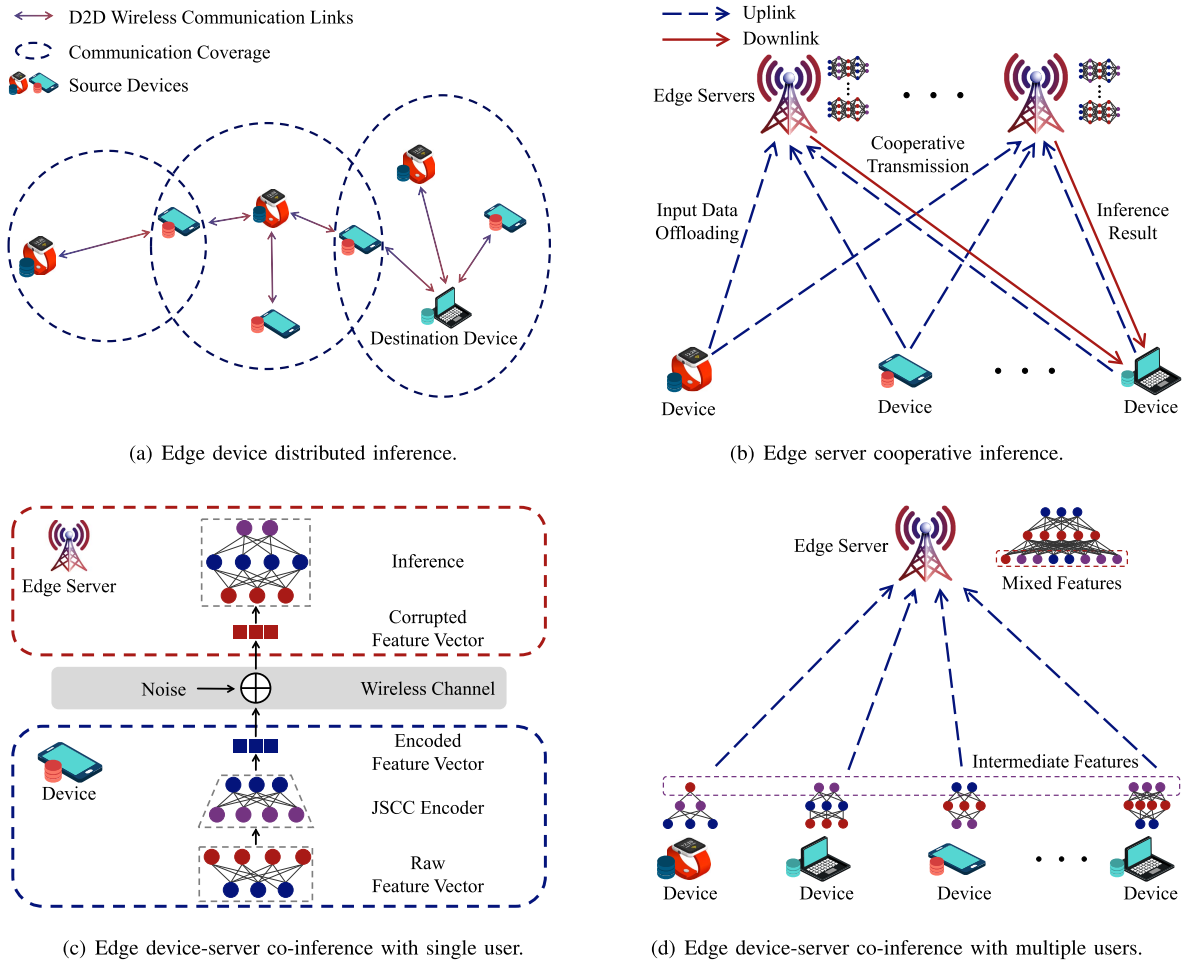 D2D Wireless Communication Links
Communication Coverage
Source Devices
Destination Device
(a) Edge device distributed inference.
Uplink
Downlink
Edge Servers
Cooperative
Transmission
Input Data
Offloading
Inference
Result
Device
Device
Device
(b) Edge server cooperative inference.
Edge Server
Inference
Corrupted
Feature Vector
Noise
Wireless Channel
Encoded
Feature Vector
Device
JSCC Encoder
Raw
Feature Vector
(c) Edge device-server co-inference with single user.
Edge Server
Mixed Features
Intermediate Features
Device
Device
Device
Device
(d) Edge device-server co-inference with multiple users.